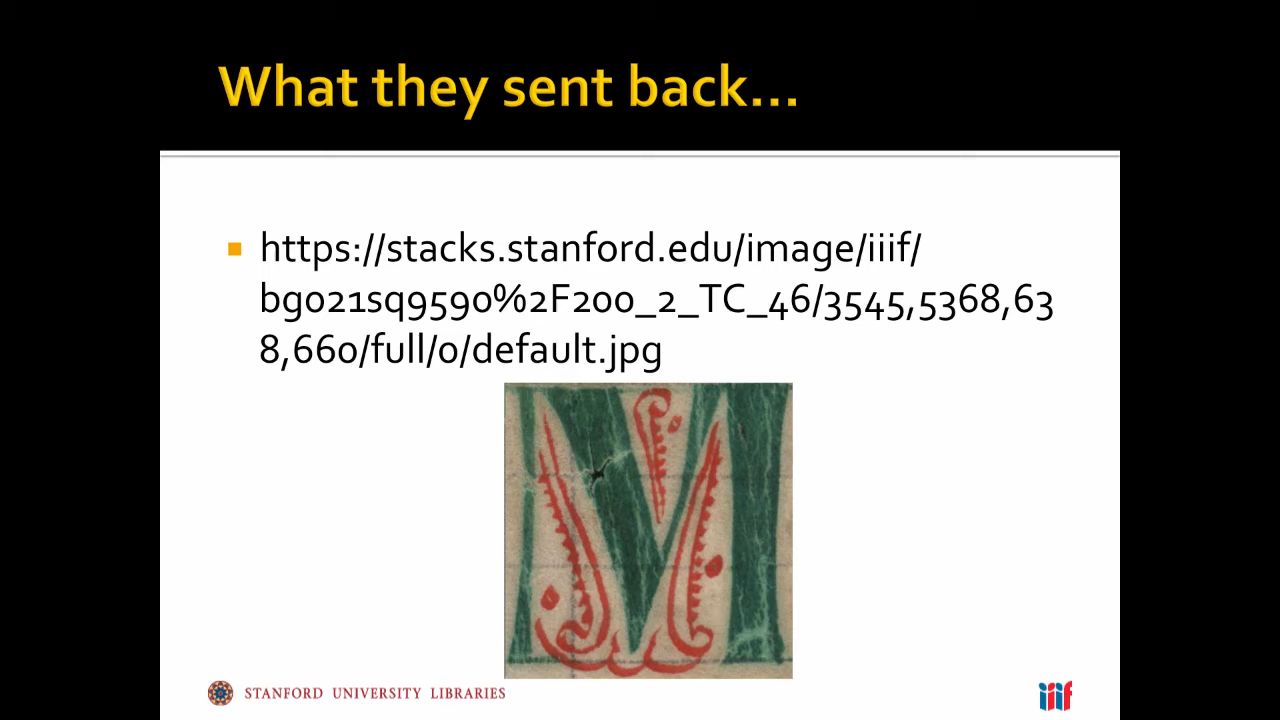 What they sent back...
https://stacks.stanford.edu/image/iiif/
bg021sq9590%2F200_2_TC_46/3545,5368,63
8,660/full/0/default.jpg
M
STANFORD UNIVERSITY LIBRARIES
iiif